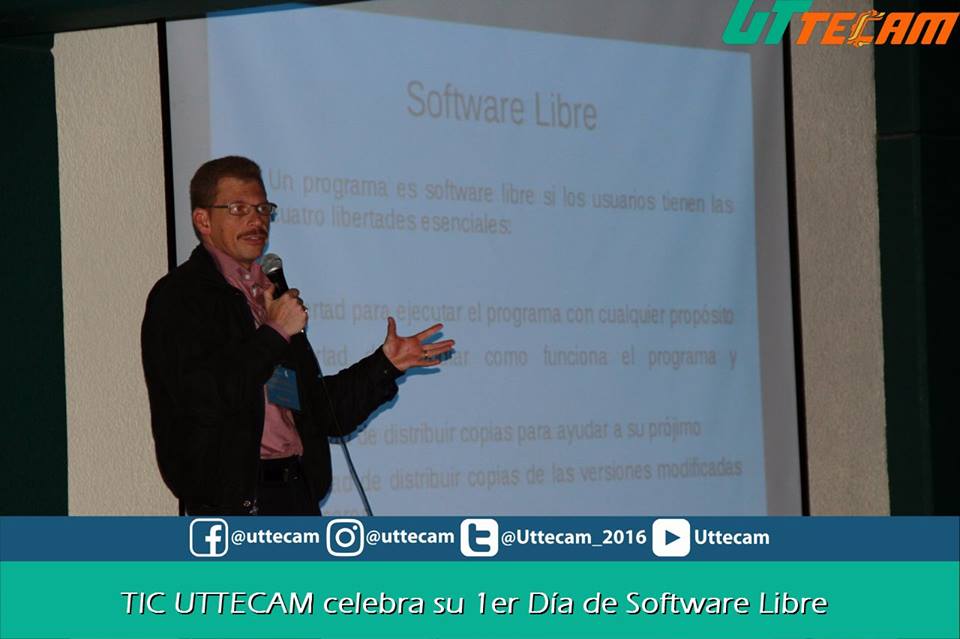 UTTECAM
Software Libre
Un programa es software libre si los usuarios tienen las
cuatro libertades esenciales:
ejecutar el programa con cualquier propósito
como funciona el programa y
de distribuir copias para ayudar a su prójimo
de distribuir copias de las versiones modificadas
@uttecam @uttecam @Uttecam_2016 Uttecam
TIC UTTECAM celebra su 1er Día de Software Libre